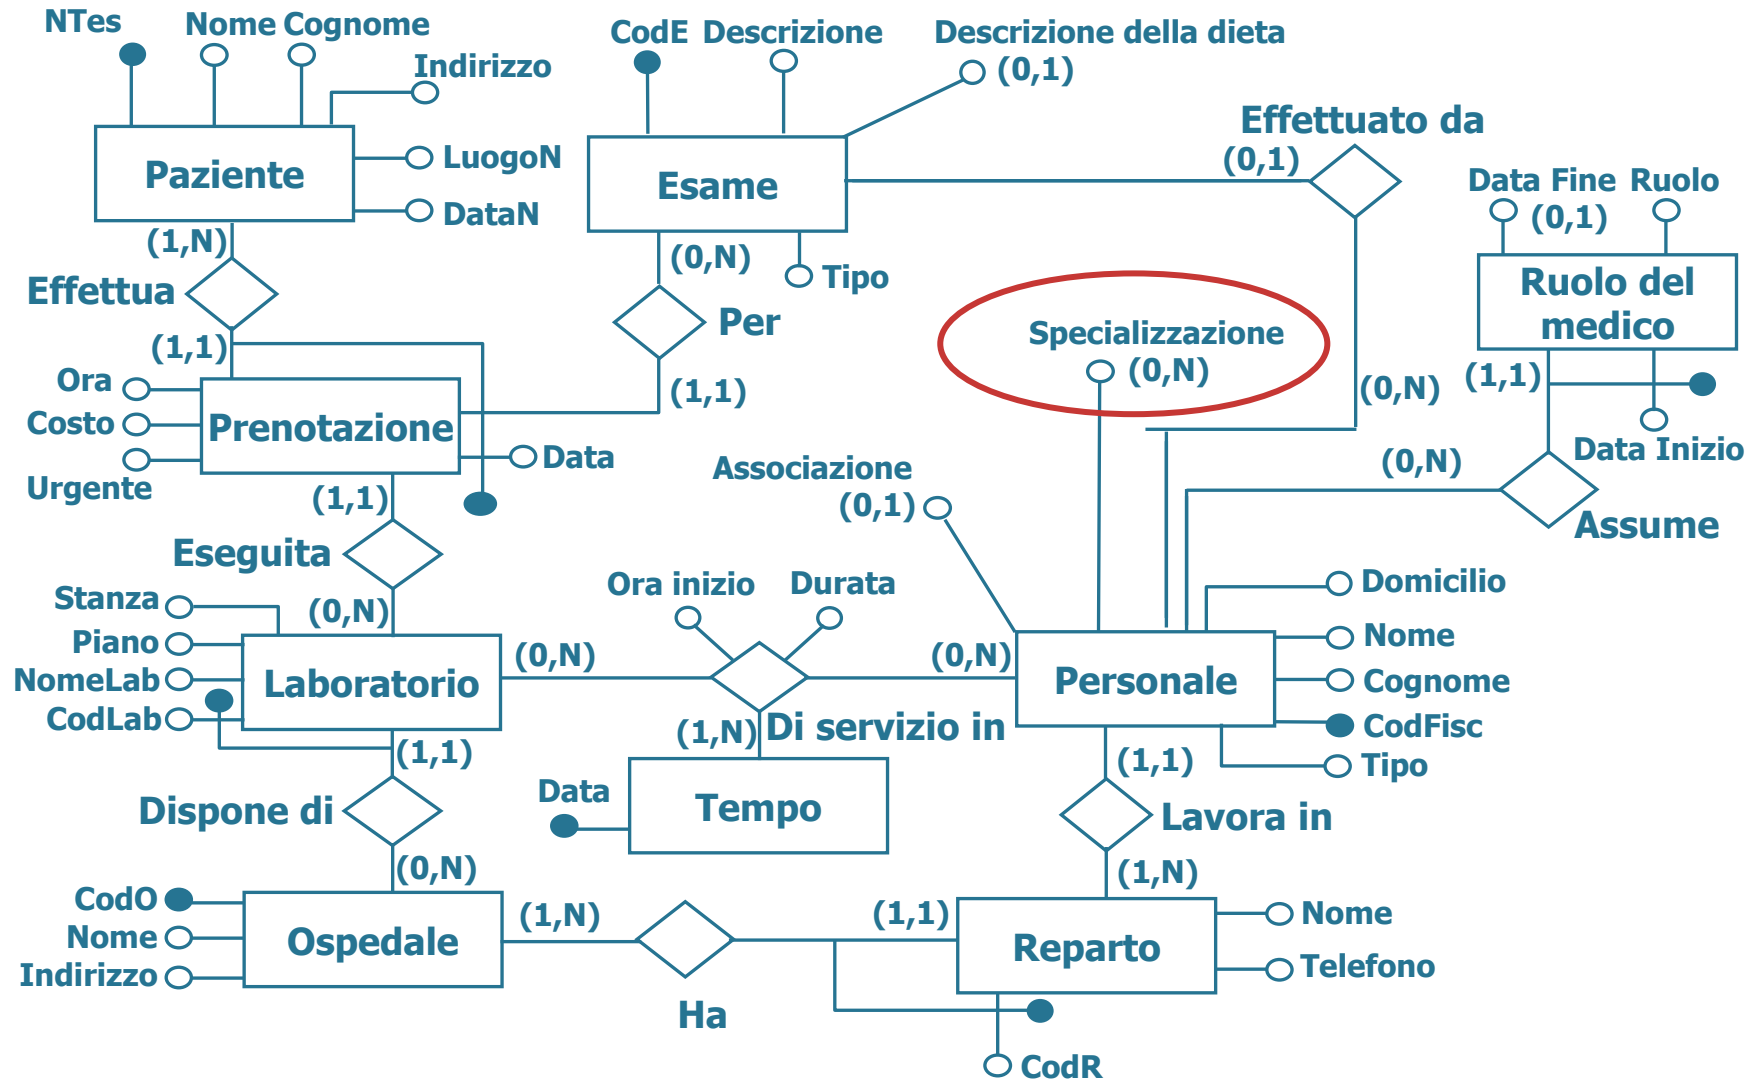 NTes
Nome Cognome
Indirizzo
Paziente
LuogoN
DataN
(1,N)
Effettua
(1,1)
CodE Descrizione
Descrizione della dieta
(0,1)
Esame
(0,N)
Tipo
Per
(1,1)
Effettuato da
(0,1)
(0,N)
Data Fine Ruolo
(0,1)
Ruolo del
medico
(1,1)
Data Inizio
(0,N)
Assume
Specializzazione
(0,N)
Ora
Costo
Urgente
Prenotazione
Data
(1,1)
Eseguita
(0,N)
Associazione
(0,1)
Stanza
Piano
NomeLab
CodLab
Laboratorio
(0,N)
Ora inizio
Durata
(0,N)
Di servizio in
(1,N)
Data
Tempo
Personale
Domicilio
Nome
Cognome
CodFisc
Tipo
(1,1)
Dispone di
(0,N)
(1,1)
Lavora in
(1,N)
CodO
Nome
Indirizzo
Ospedale
(1,N)
Ha
(1,1)
Reparto
Nome
Telefono
CodR